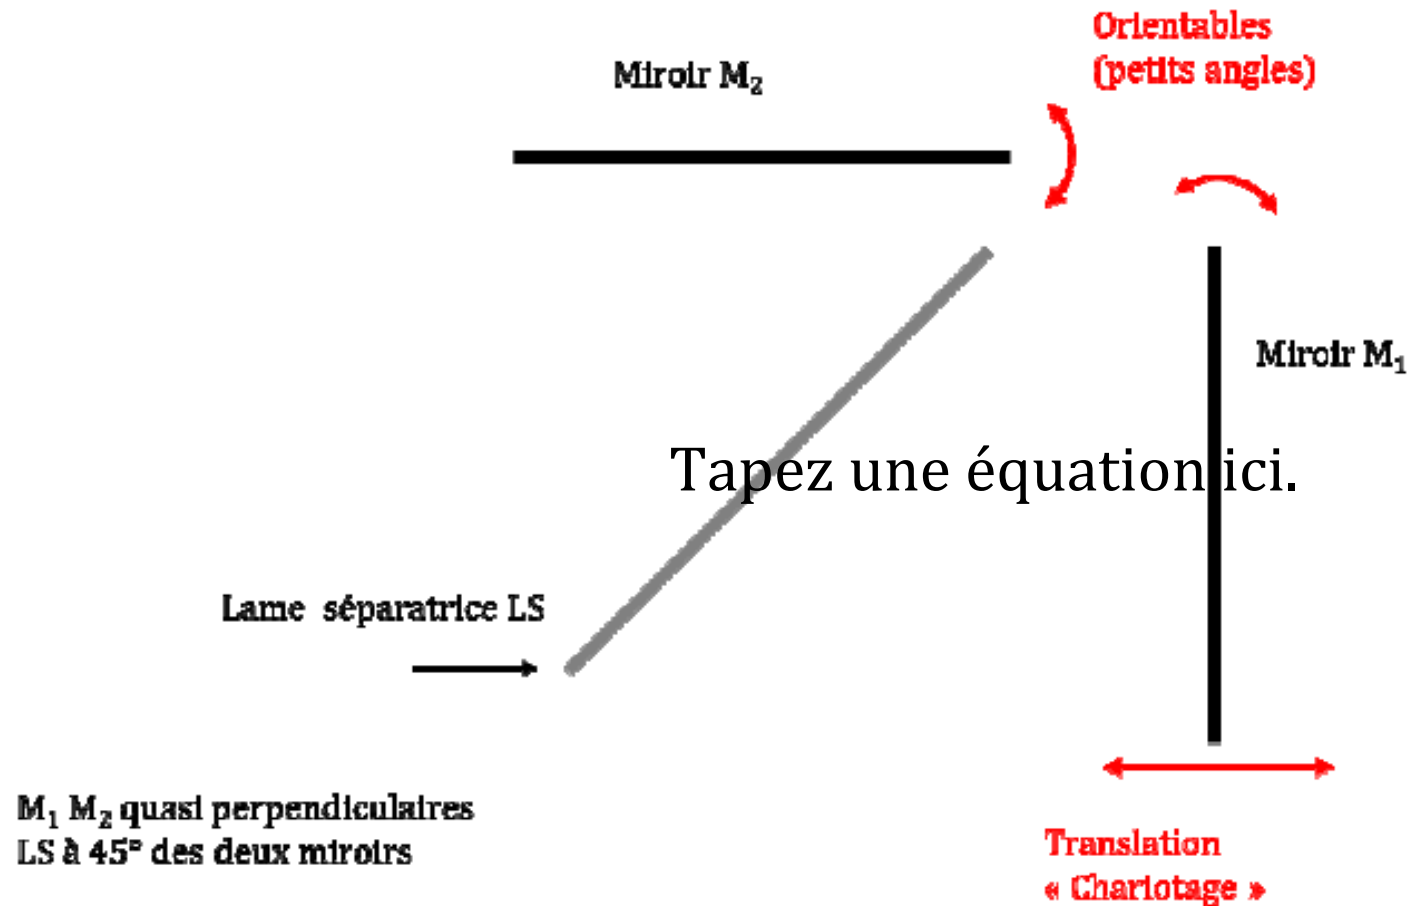 Orientables
(petits angles)
Miroir M₂
Miroir M₁
Tapez une équation ici.
Lame séparatrice LS
M₁ M₂ quasi perpendiculaires
LS à 45° des deux miroirs
Translation
« Chariotage »